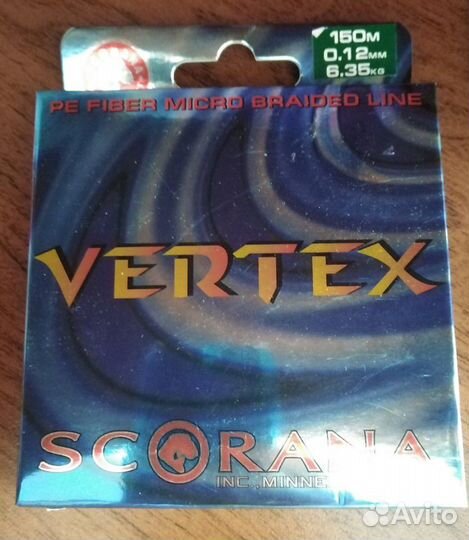 150M
0.12MM
6.35KG
PE FIBER MICRO BRAIDED LINE
VERTEX
SCORANA
INC., MINNE
Avito